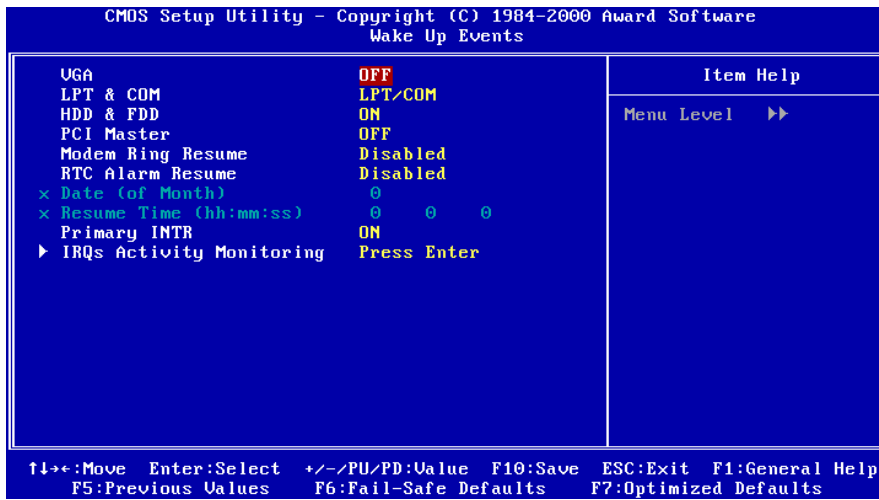 CMOS Setup Utility - Copyright (C) 1984-2000 Award Software
Wake Up Events
VGA OFF
LPT & COM LPT/COM
HDD & FDD ON
PCI Master OFF
Modem Ring Resume Disabled
RTC Alarm Resume Disabled
x Date (of Month) 0
x Resume Time (hh:mm:ss) 0 0 0
Primary INTR ON
▶ IRQs Activity Monitoring Press Enter
Item Help
Menu Level ▶▶
↑↓→←:Move Enter:Select +/-/PU/PD:Value F10:Save ESC:Exit F1:General Help
F5:Previous Values F6:Fail-Safe Defaults F7:Optimized Defaults